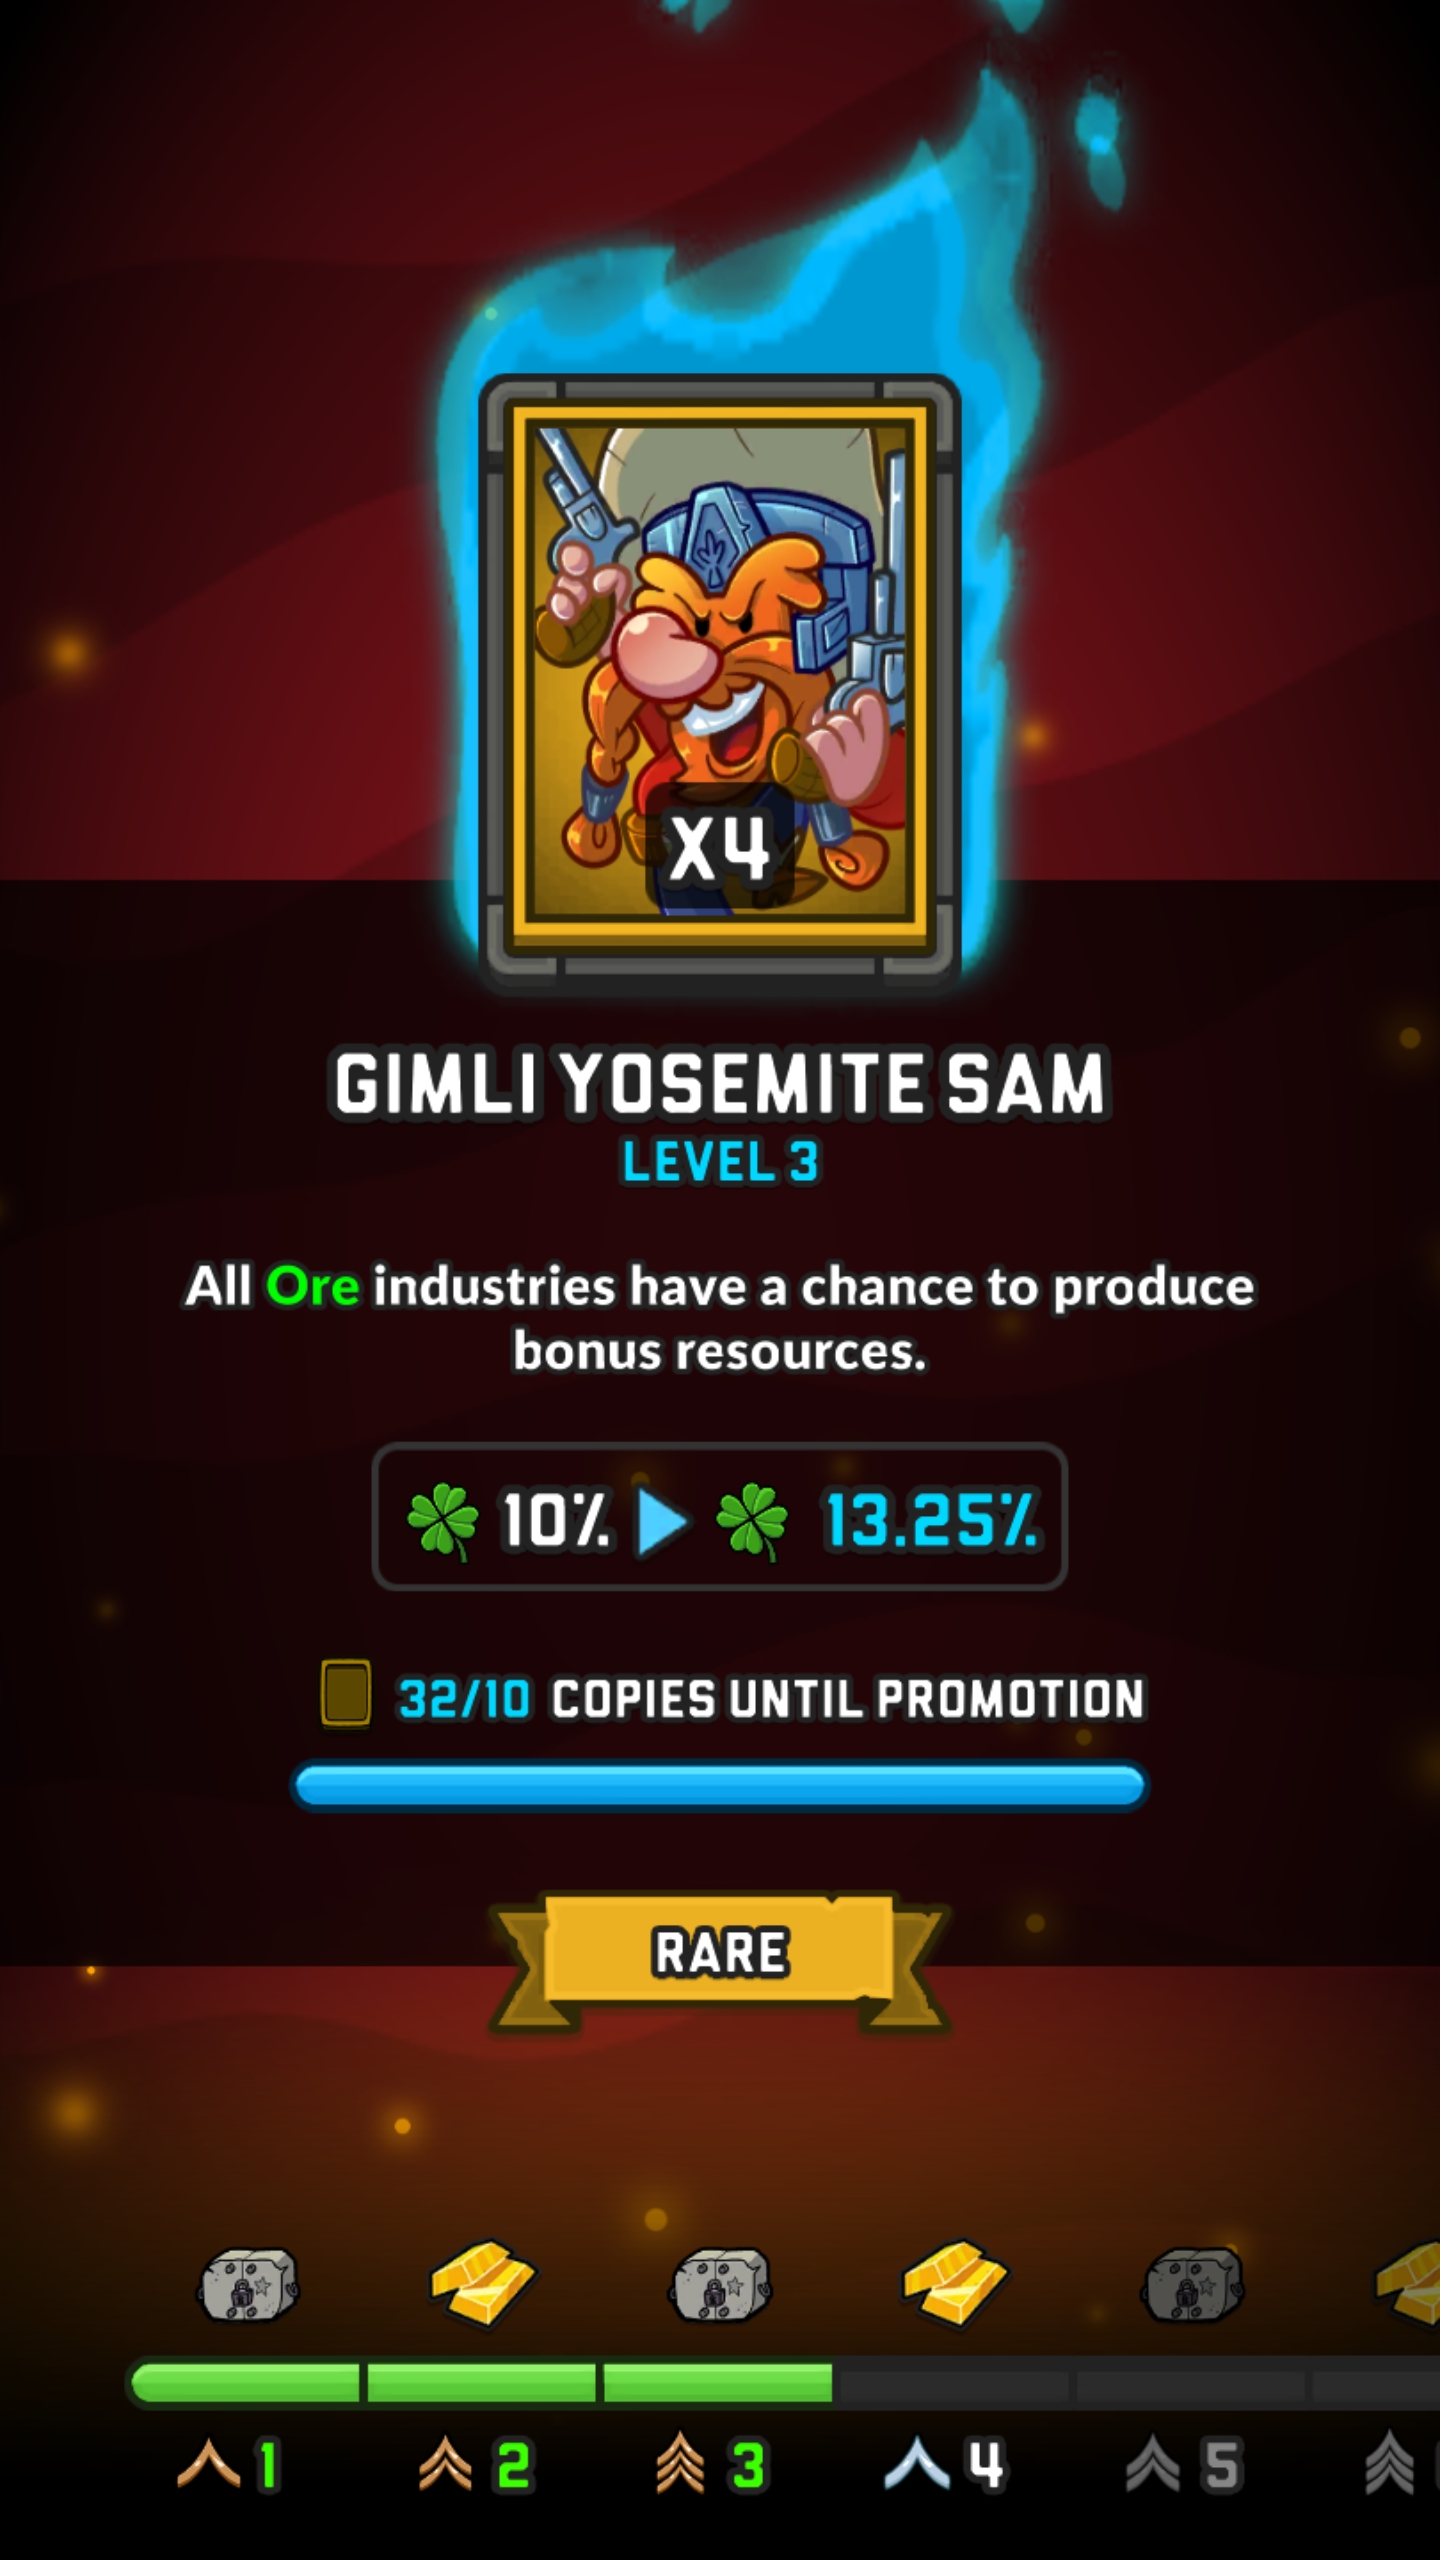 X4
GIMLI YOSEMITE SAM
LEVEL 3
All Ore industries have a chance to produce
bonus resources.
10% 13.25%
32/10 COPIES UNTIL PROMOTION
RARE
1 2 3 4 5